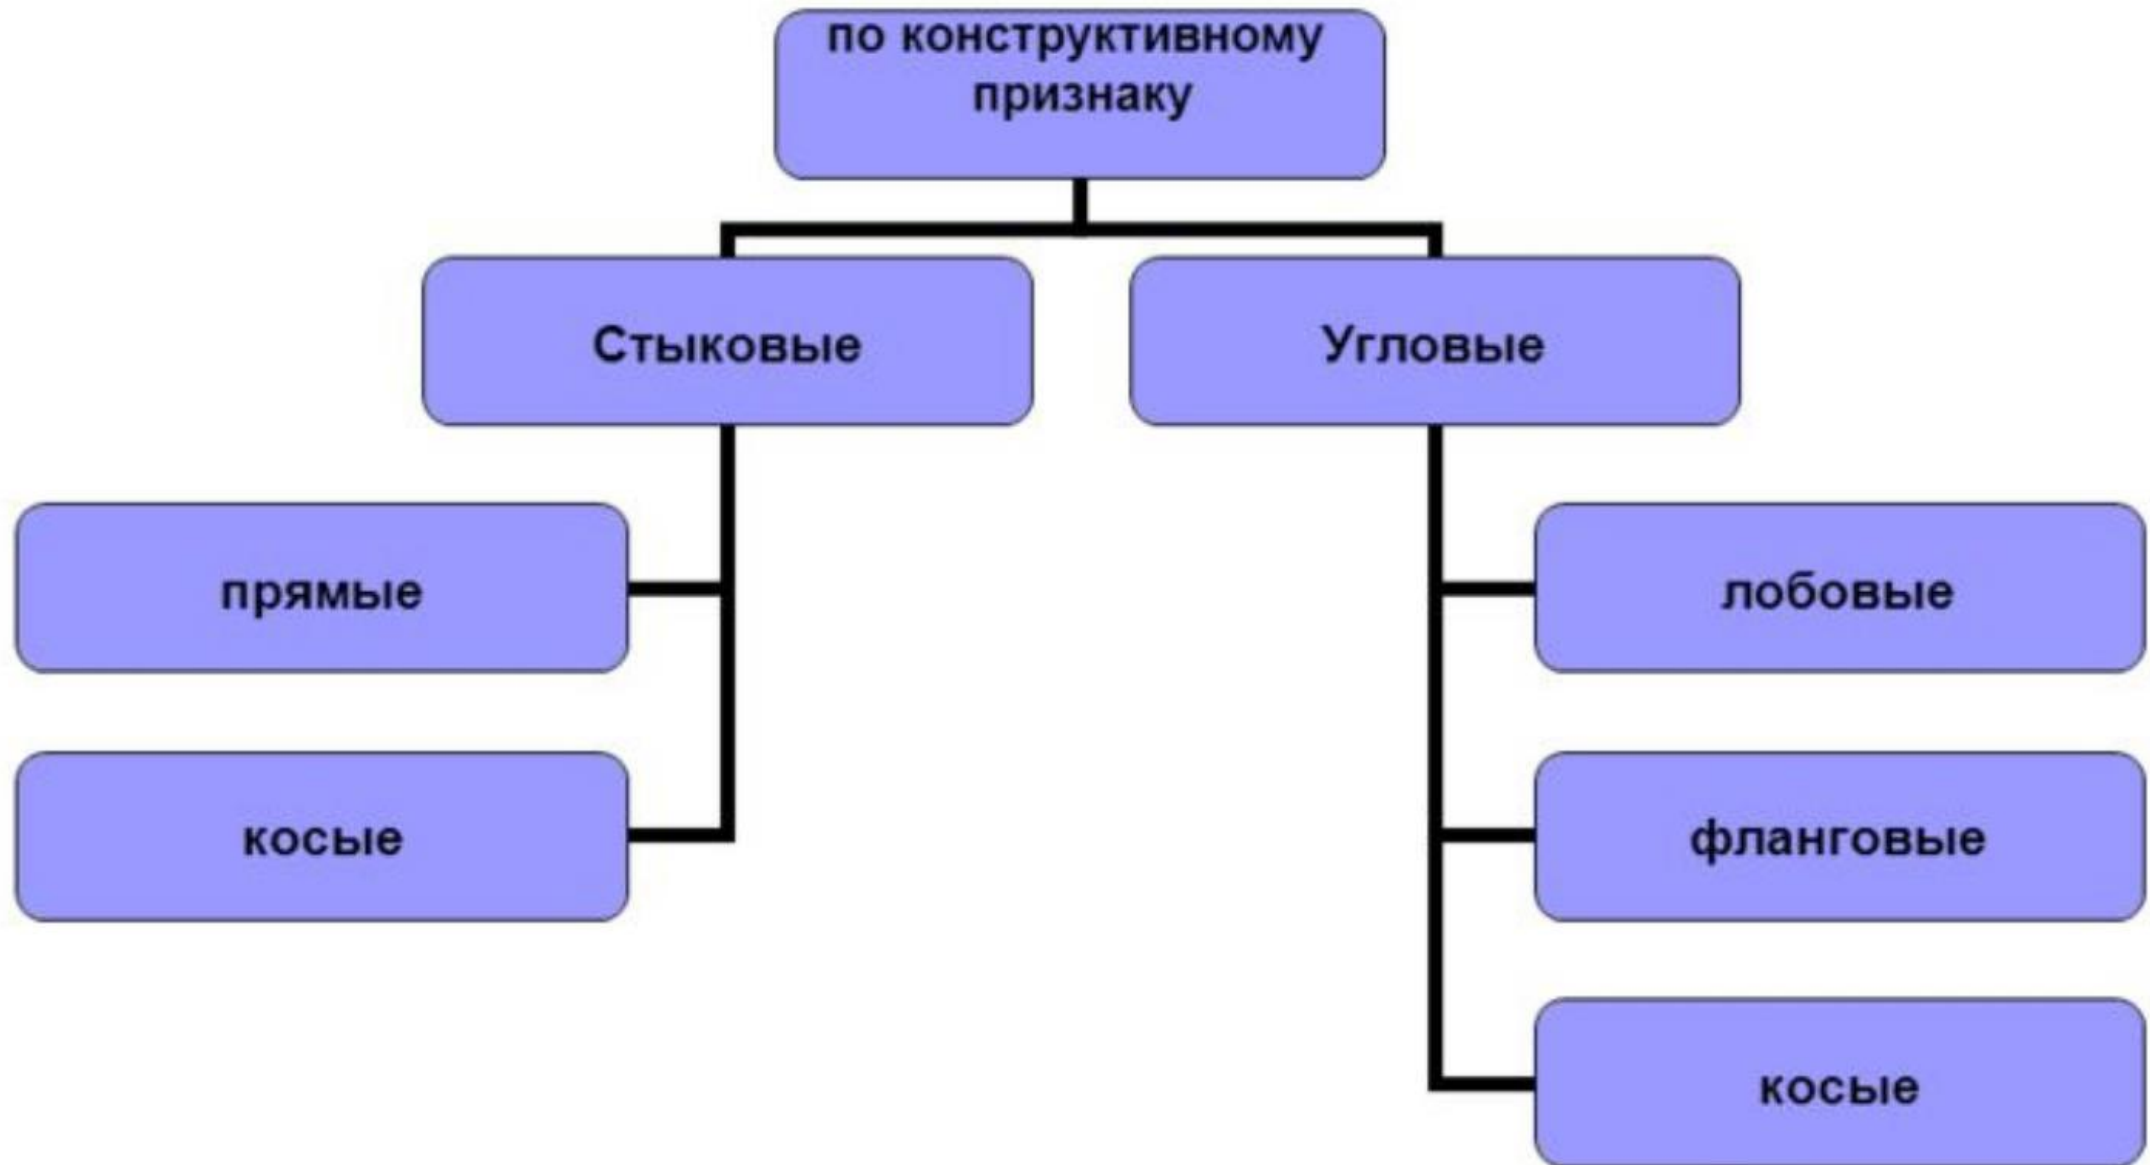 по конструктивному
признаку
Стыковые
Угловые
прямые
лобовые
косые
фланговые
косые